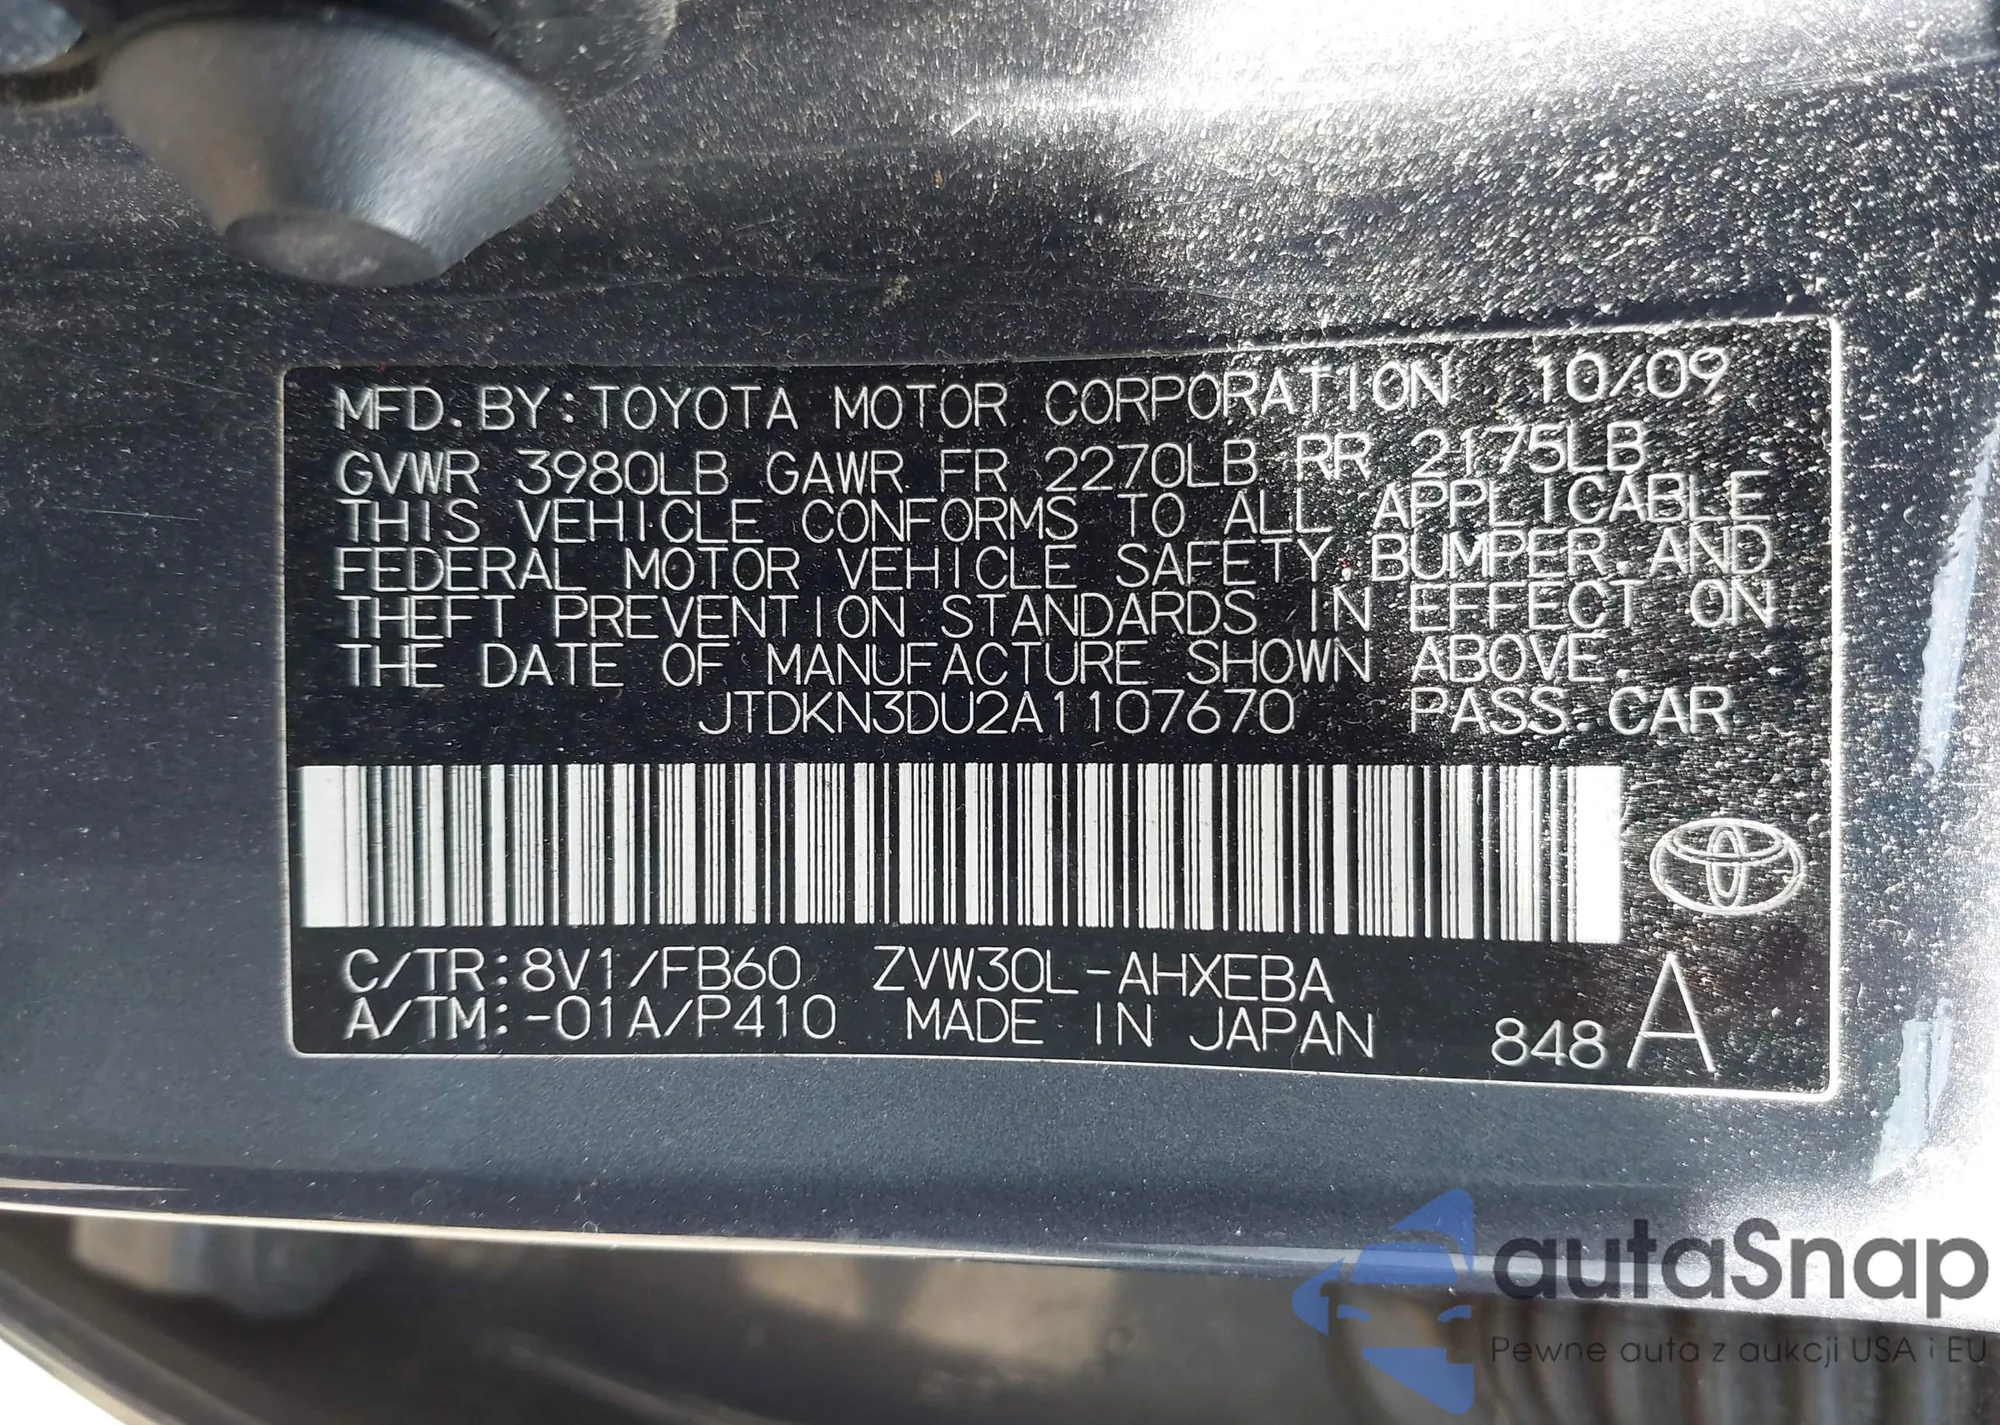 MFD. BY: TOYOTA MOTOR CORPORATION 10/09
GVWR 3980LB GAWR FR 2270LB RR 2175LB
THIS VEHICLE CONFORMS TO ALL APPLICABLE
FEDERAL MOTOR VEHICLE SAFETY, BUMPER, AND
THEFT PREVENTION STANDARDS IN EFFECT ON
THE DATE OF MANUFACTURE SHOWN ABOVE.
JTDKN3DU2A1107670 PASS. CAR
C/TR: 8V1/FB60 ZVW30L-AHXEBA
A/TM: -01A/P410 MADE IN JAPAN 848 A
autaSnap
Pewne auta z aukcji USA i EU